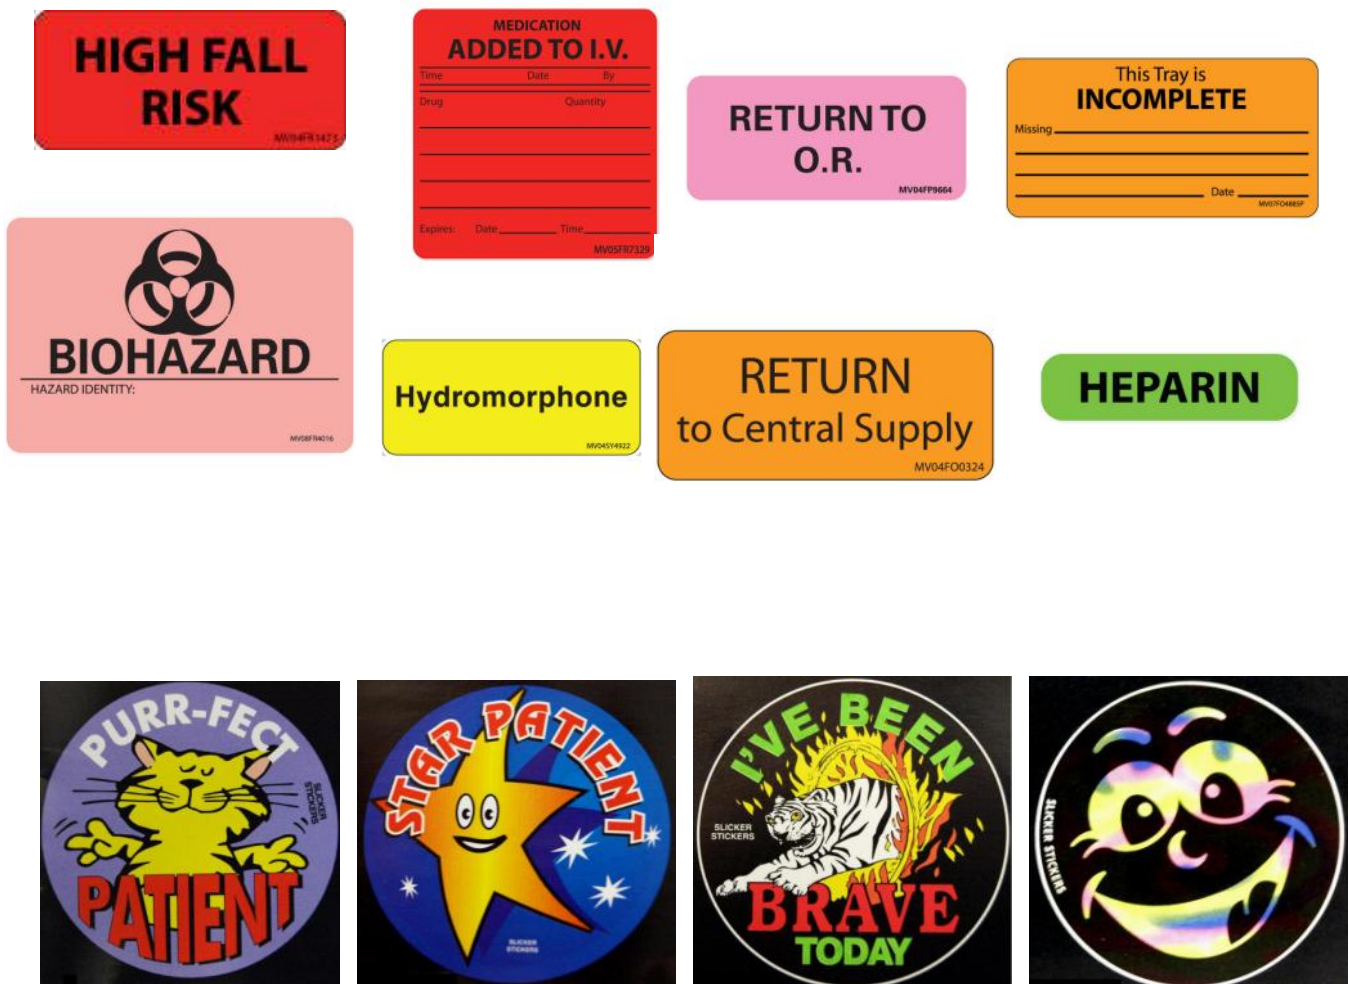 HIGH FALL
RISK
MEDICATION
ADDED TO I.V.
Time Date By
Drug Quantity
Expires: Date Time
MV05FR7329
RETURN TO
O.R.
MV04FP9664
This Tray is
INCOMPLETE
Missing
Date
BIOHAZARD
HAZARD IDENTITY:
MV08FR4016
Hydromorphone
MV04SY4922
RETURN
to Central Supply
MV04FO0324
HEPARIN
PURR-FECT
PATIENT
SLICKER
STICKERS
STAR PATIENT
SLICKER
STICKERS
I'VE BEEN
SLICKER
STICKERS
BRAVE
TODAY
SLICKER STICKERS